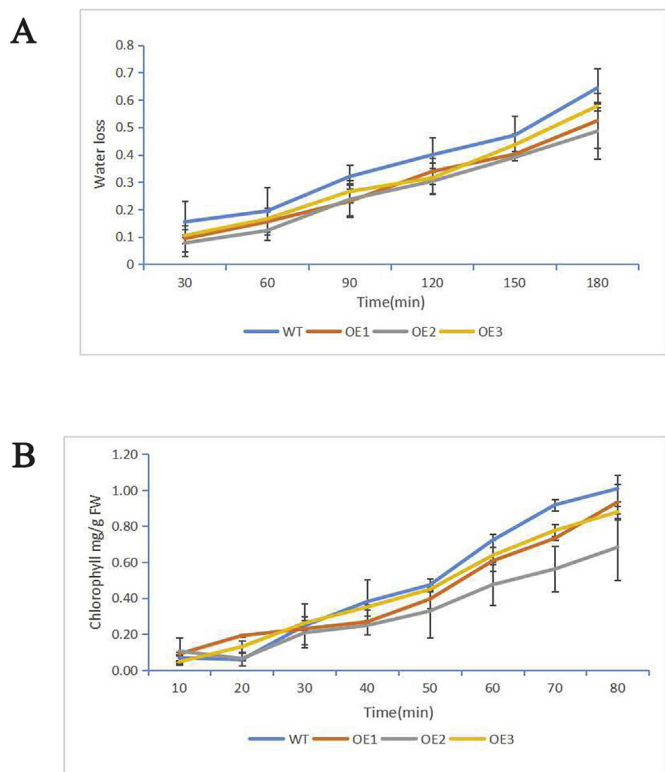 A
0.8
0.7
0.6
0.5
0.4
0.3
0.2
0.1
0
Water loss
30 60 90 120 150 180
Time(min)
WT OE1 OE2 OE3
B
1.20
1.00
0.80
0.60
0.40
0.20
0.00
Chlorophyll mg/g FW
10 20 30 40 50 60 70 80
Time(min)
WT OE1 OE2 OE3